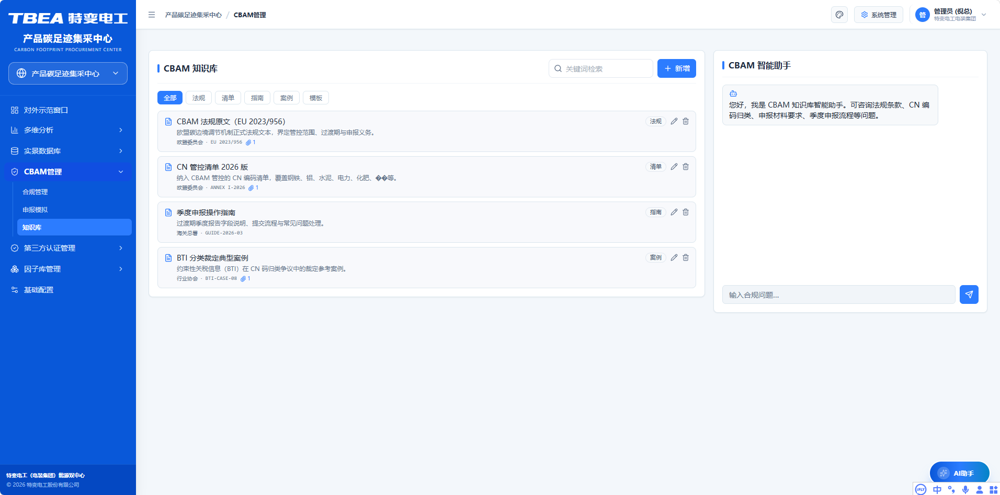 TBEA 特变电工
产品碳足迹集采中心
CARBON FOOTPRINT PROCUREMENT CENTER
产品碳足迹集采中心
对外示范窗口
多维分析
实景数据库
CBAM管理
合规管理
申报模拟
知识库
第三方认证管理
因子库管理
基础配置
特变电工（电装集团）能源双中心
© 2026 特变电工股份有限公司
产品碳足迹集采中心 / CBAM管理
系统管理
管
管理员 (倪总)
特变电工电装集团
CBAM 知识库
关键词检索
新增
全部 法规 清单 指南 案例 模板
CBAM 法规原文（EU 2023/956）
法规
欧盟碳边境调节机制正式法规文本，界定管控范围、过渡期与申报义务。
欧盟委员会 · EU 2023/956 1
CN 管控清单 2026 版
清单
纳入 CBAM 管控的 CN 编码清单，覆盖钢铁、铝、水泥、电力、化肥、��等。
欧盟委员会 · ANNEX I-2026 1
季度申报操作指南
指南
过渡期季度报告字段说明、提交流程与常见问题处理。
海关总署 · GUIDE-2026-03
BTI 分类裁定典型案例
案例
约束性关税信息（BTI）在 CN 码归类争议中的裁定参考案例。
行业协会 · BTI-CASE-08 1
CBAM 智能助手
您好，我是 CBAM 知识库智能助手。可咨询法规条款、CN 编
码归类、申报材料要求、季度申报流程等问题。
输入合规问题...
AI助手
iFLY 中